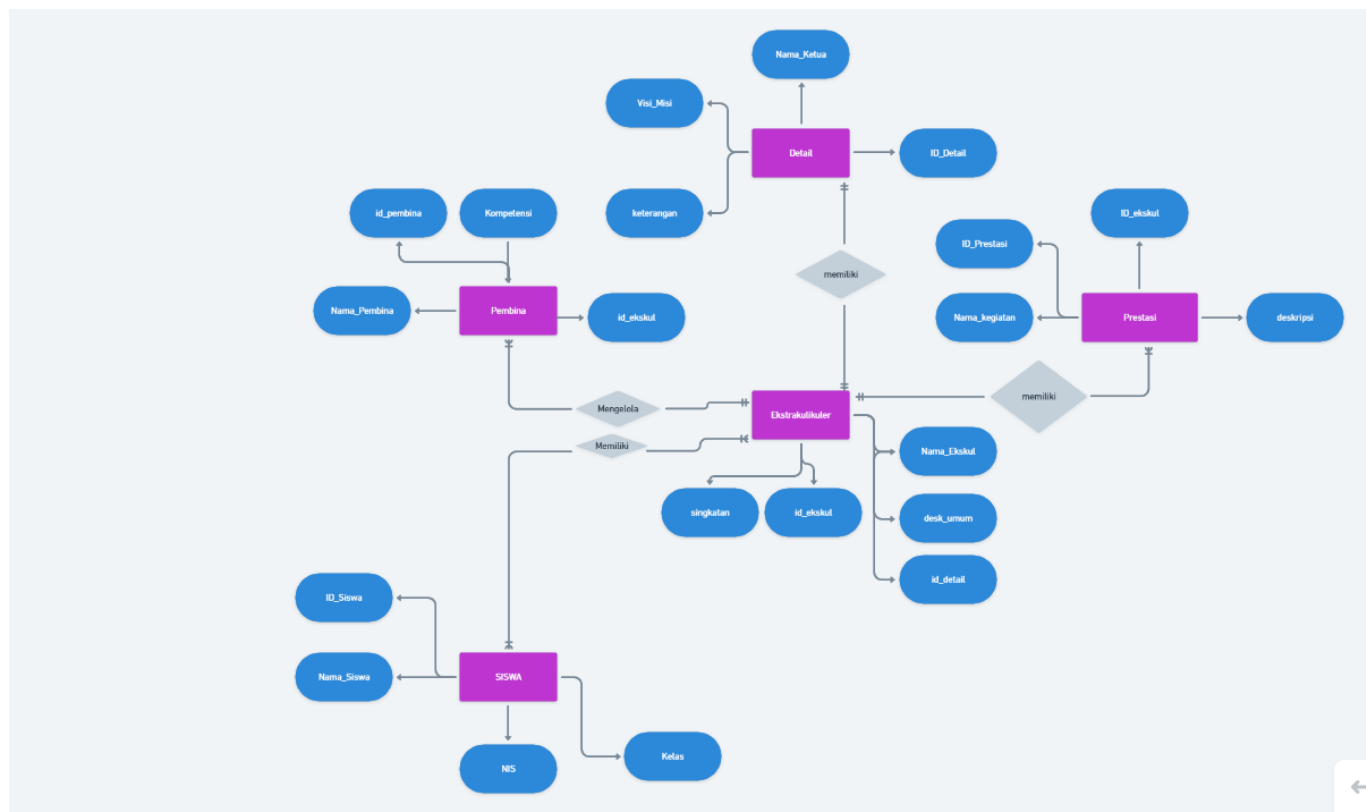 Nama_Ketua
Visi_Misi
Detail
ID_Detail
keterangan
id_pembina
Kompetensi
ID_ekskul
ID_Prestasi
memiliki
Nama_Pembina
Pembina
id_ekskul
Nama_kegiatan
Prestasi
deskripsi
memiliki
Mengelola
Ekstrakulikuler
Memiliki
Nama_Ekskul
singkatan
id_ekskul
desk_umum
id_detail
ID_Siswa
Nama_Siswa
SISWA
NIS
Kelas